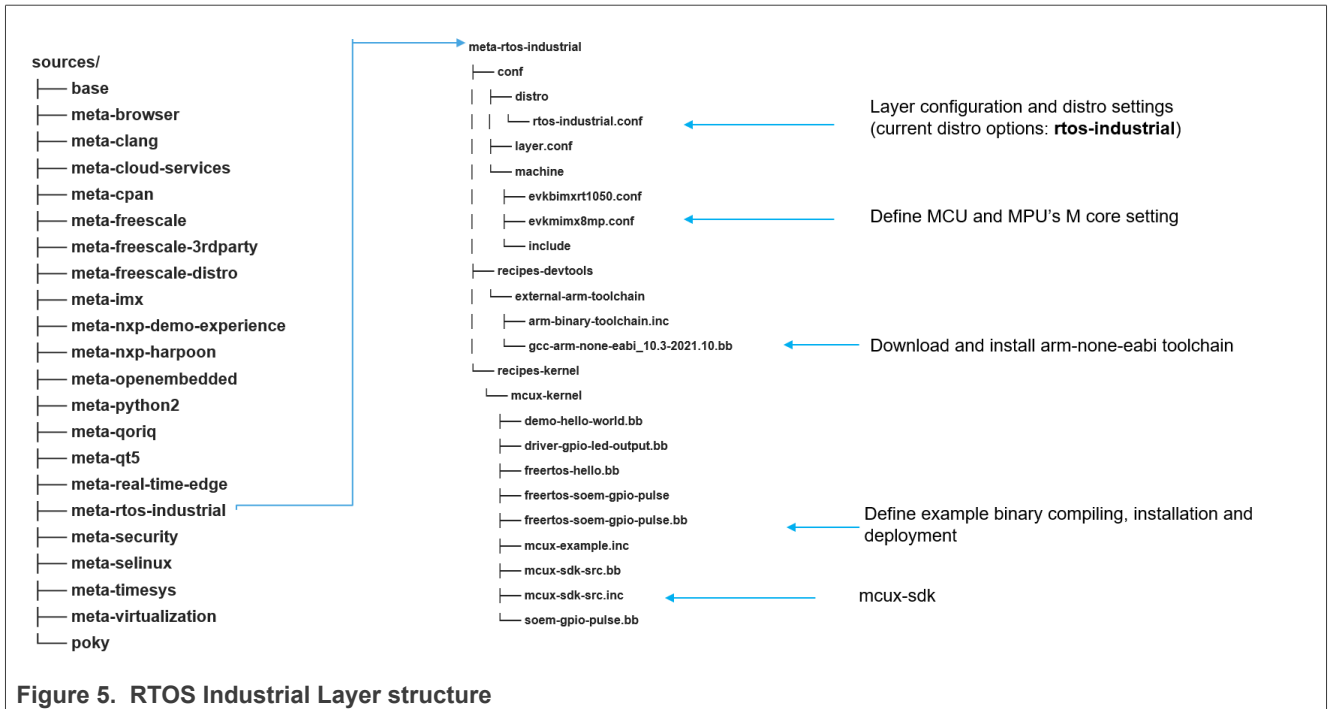 sources/
├── base
├── meta-browser
├── meta-clang
├── meta-cloud-services
├── meta-cpan
├── meta-freescale
├── meta-freescale-3rdparty
├── meta-freescale-distro
├── meta-imx
├── meta-nxp-demo-experience
├── meta-nxp-harpoon
├── meta-openembedded
├── meta-python2
├── meta-qoriq
├── meta-qt5
├── meta-real-time-edge
├── meta-rtos-industrial
├── meta-security
├── meta-selinux
├── meta-timesys
├── meta-virtualization
└── poky
meta-rtos-industrial
├── conf
│ ├── distro
│ │ └── rtos-industrial.conf
│ ├── layer.conf
│ └── machine
│ ├── evkbimxrt1050.conf
│ ├── evkmimx8mp.conf
│ └── include
├── recipes-devtools
│ └── external-arm-toolchain
│ ├── arm-binary-toolchain.inc
│ └── gcc-arm-none-eabi_10.3-2021.10.bb
└── recipes-kernel
└── mcux-kernel
├── demo-hello-world.bb
├── driver-gpio-led-output.bb
├── freertos-hello.bb
├── freertos-soem-gpio-pulse
├── freertos-soem-gpio-pulse.bb
├── mcux-example.inc
├── mcux-sdk-src.bb
├── mcux-sdk-src.inc
└── soem-gpio-pulse.bb
Layer configuration and distro settings
(current distro options: rtos-industrial)
Define MCU and MPU's M core setting
Download and install arm-none-eabi toolchain
Define example binary compiling, installation and
deployment
mcux-sdk
Figure 5. RTOS Industrial Layer structure